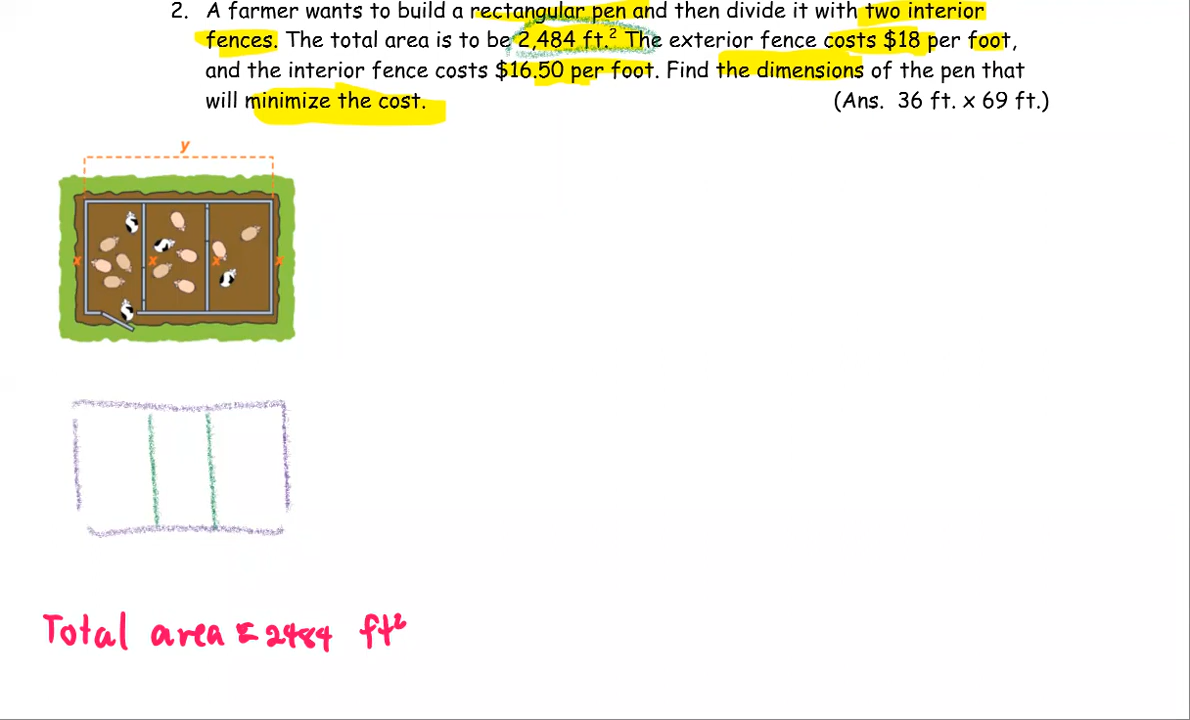 2. A farmer wants to build a rectangular pen and then divide it with two interior
fences. The total area is to be 2,484 ft.² The exterior fence costs $18 per foot,
and the interior fence costs $16.50 per foot. Find the dimensions of the pen that
will minimize the cost. (Ans. 36 ft. x 69 ft.)
y
x x x x
Total area = 2484 ft²